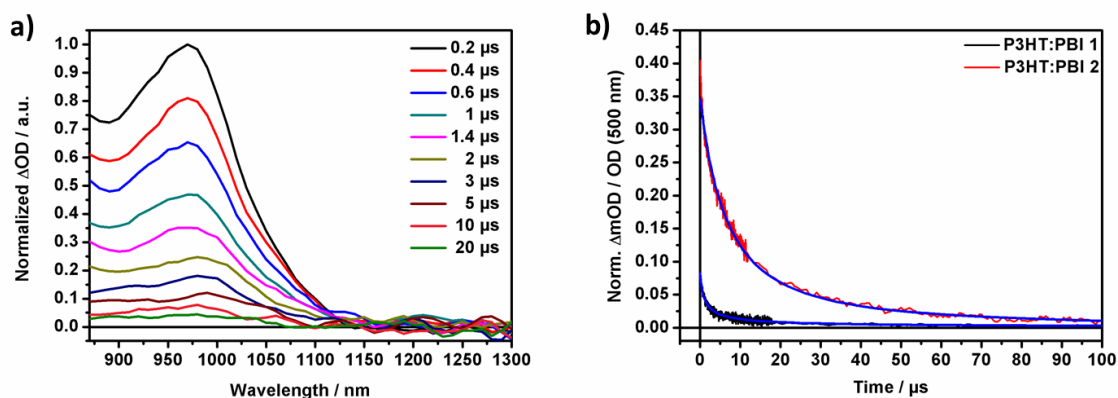 a)
Normalized ΔOD / a.u.
1.0
0.9
0.8
0.7
0.6
0.5
0.4
0.3
0.2
0.1
0.0
0.2 µs
0.4 µs
0.6 µs
1 µs
1.4 µs
2 µs
3 µs
5 µs
10 µs
20 µs
900 950 1000 1050 1100 1150 1200 1250 1300
Wavelength / nm
b)
Norm. ΔmOD / OD (500 nm)
0.45
0.40
0.35
0.30
0.25
0.20
0.15
0.10
0.05
0.00
P3HT:PBI 1
P3HT:PBI 2
0 10 20 30 40 50 60 70 80 90 100
Time / µs